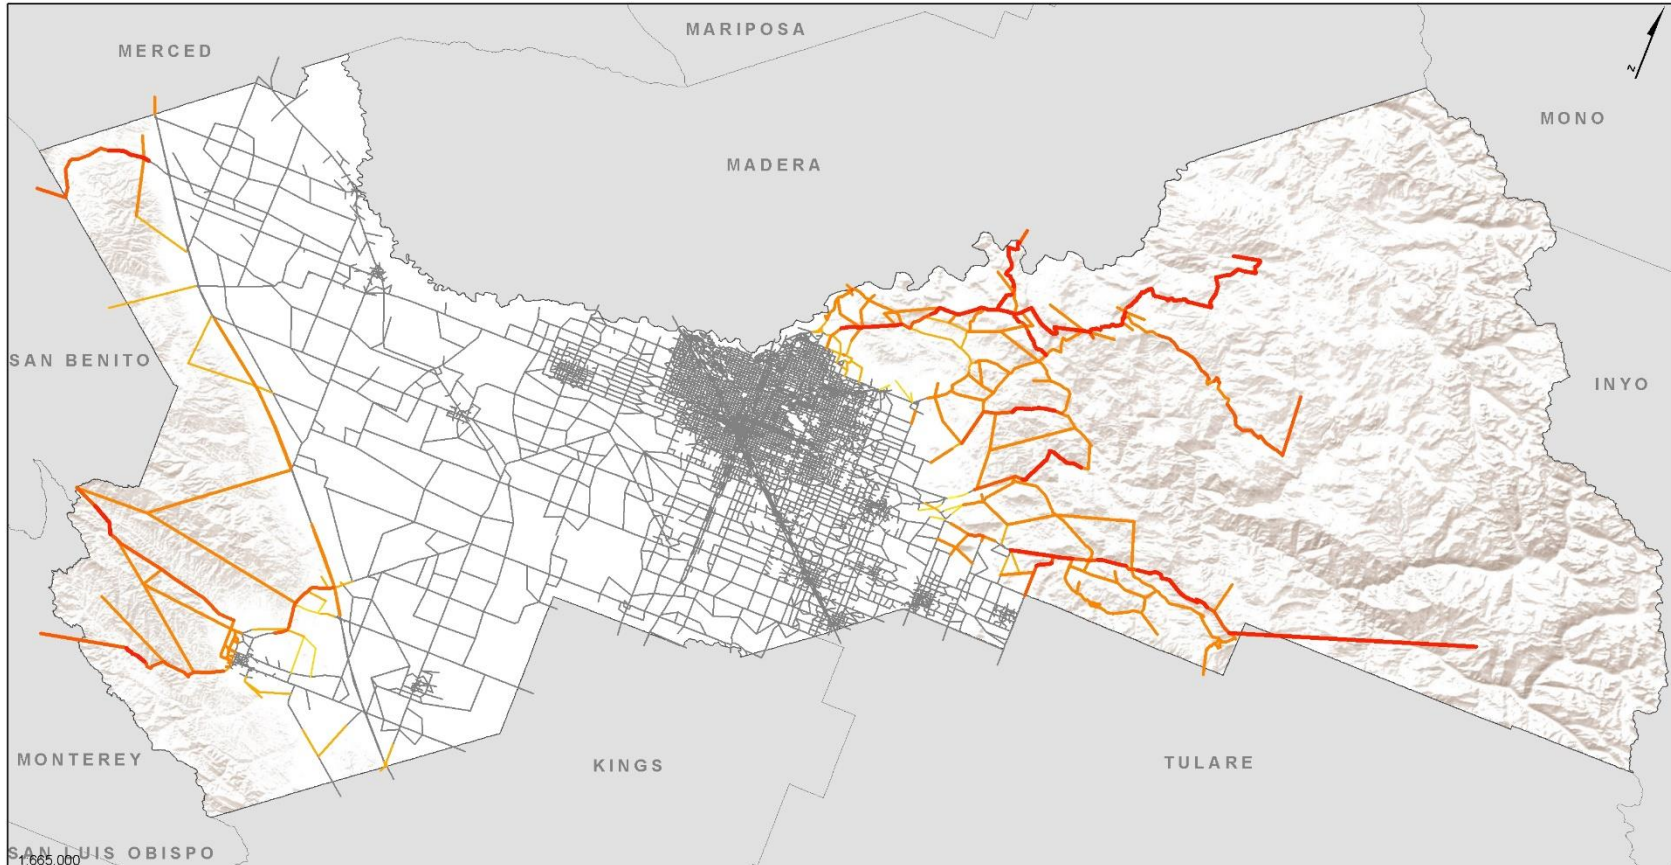 MARIPOSA
MERCED
MONO
MADERA
SAN BENITO
INYO
MONTEREY
KINGS
TULARE
SAN LUIS OBISPO
1:665,000
N